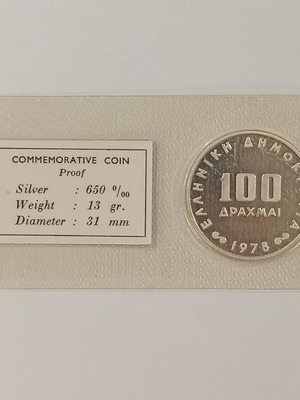 COMMEMORATIVE COIN
Proof
Silver : 650 ‰
Weight : 13 gr.
Diameter : 31 mm
ΕΛΛΗΝΙΚΗ ΔΗΜΟΚΡΑΤΙΑ
100
ΔΡΑΧΜΑΙ
1978